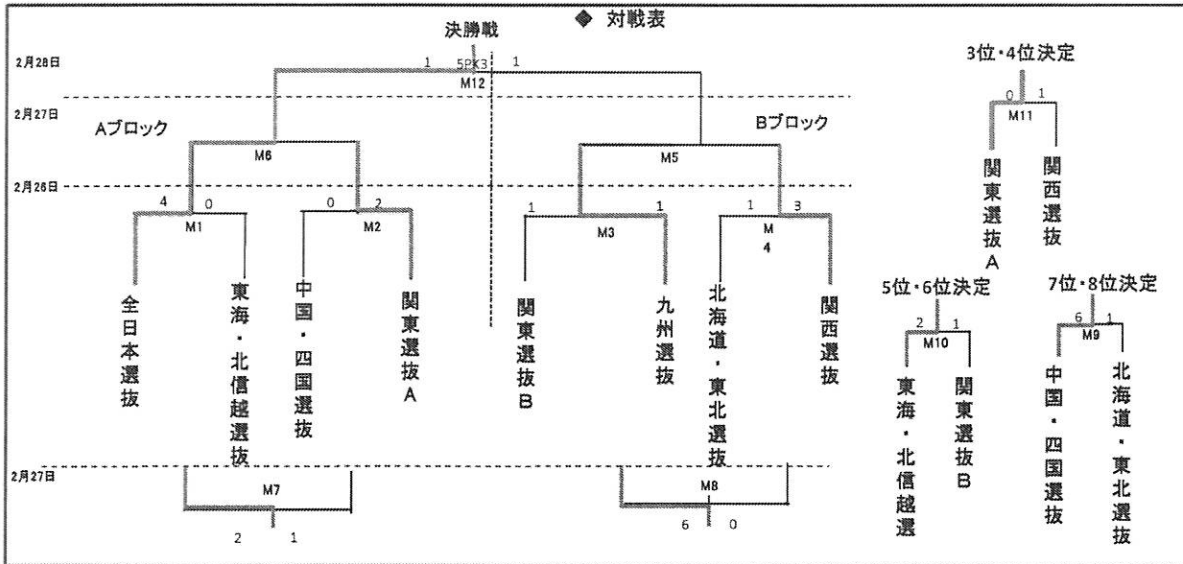 ◆ 対戦表
決勝戦
2月28日
1 5PK3 1
M12
2月27日
Aブロック
Bブロック
M6
M5
2月26日
4 0
M1
0 2
M2
1 1
M3
1 3
M
4
全日本選抜
東海・北信越選抜
中国・四国選抜
関東選抜A
関東選抜B
九州選抜
北海道・東北選抜
関西選抜
2月27日
M7
2 1
M8
6 0
3位・4位決定
0 1
M11
関東選抜A
関西選抜
5位・6位決定
2 1
M10
東海・北信越選
関東選抜B
7位・8位決定
6 1
M9
中国・四国選抜
北海道・東北選抜